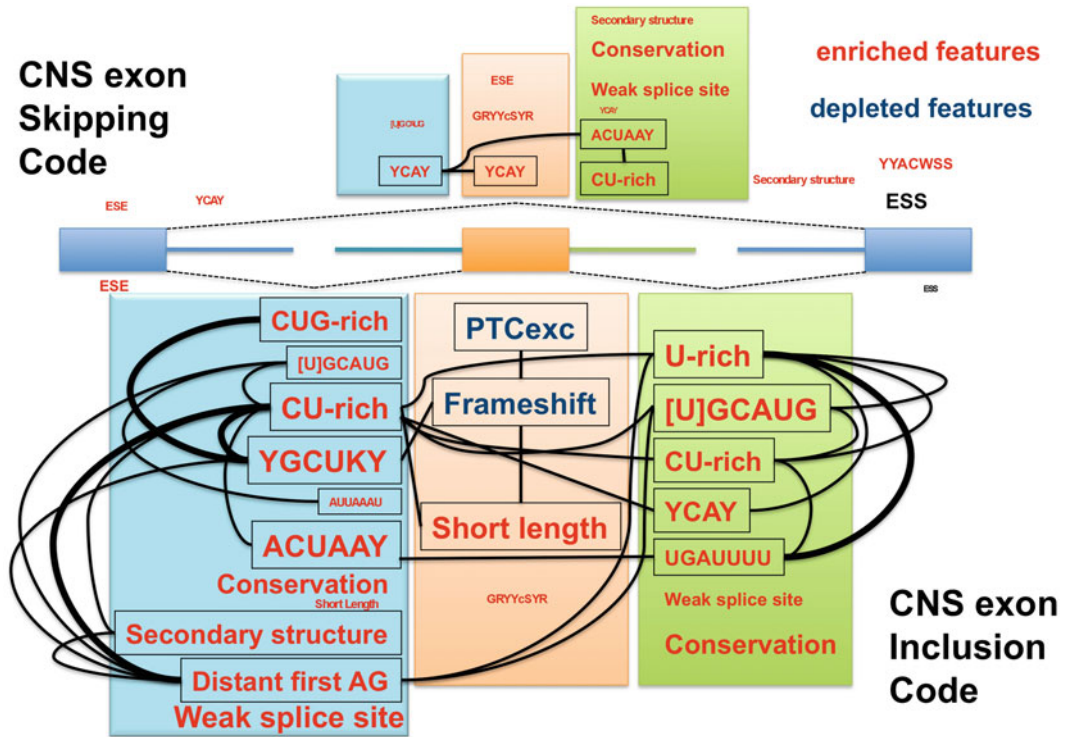 CNS exon
Skipping
Code
[U]GCAUG
YCAY
ESE
GRYYcSYR
YCAY
Secondary structure
Conservation
Weak splice site
YCAY
ACUAAY
CU-rich
enriched features
depleted features
Secondary structure
YYACWSS
ESS
ESE
YCAY
ESE
ESS
CUG-rich
[U]GCAUG
CU-rich
YGCUKY
AUUAAAU
ACUAAY
Conservation
Short Length
Secondary structure
Distant first AG
Weak splice site
PTCexc
Frameshift
Short length
GRYYcSYR
U-rich
[U]GCAUG
CU-rich
YCAY
UGAUUUU
Weak splice site
Conservation
CNS exon
Inclusion
Code